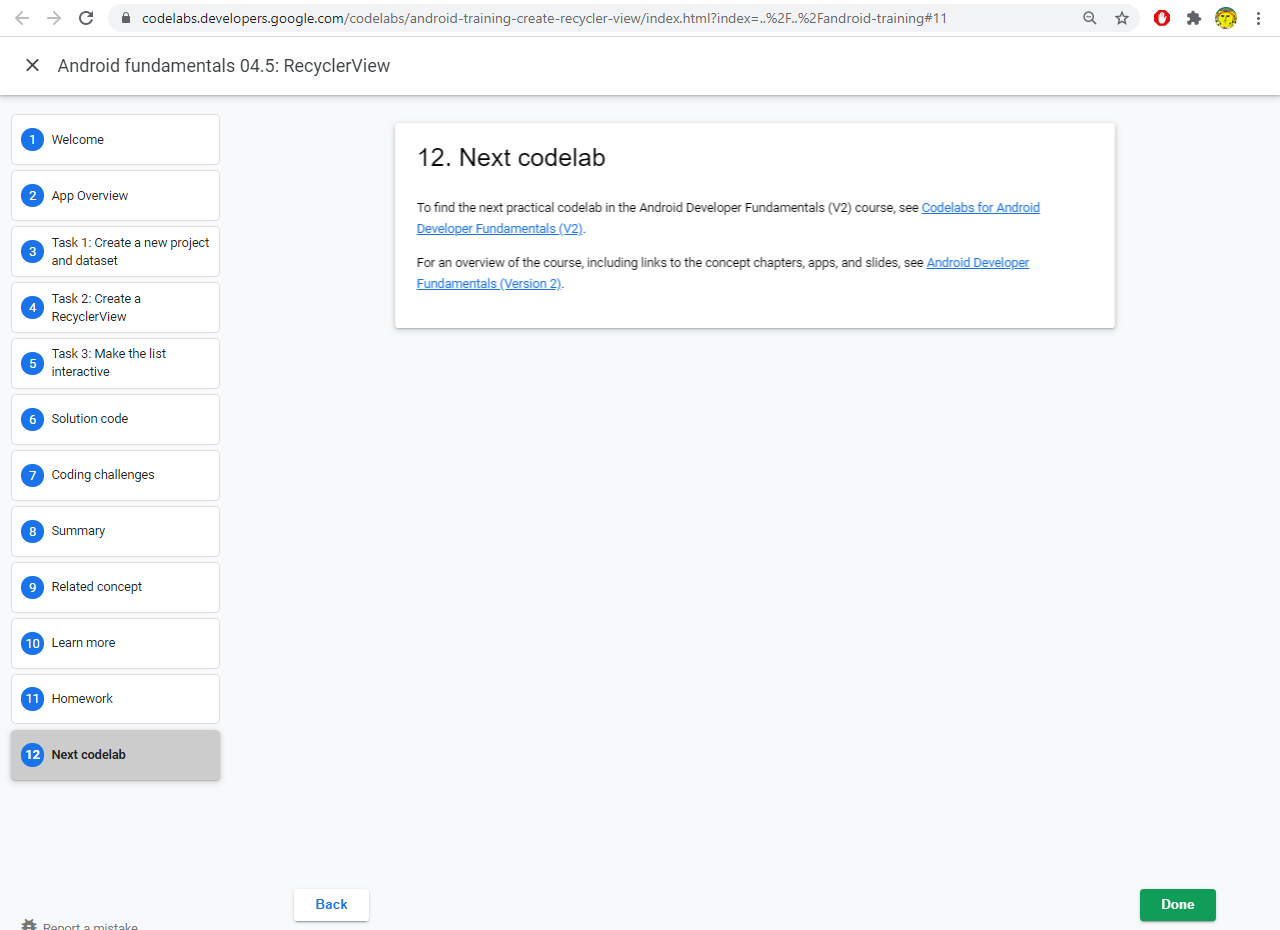 codelabs.developers.google.com/codelabs/android-training-create-recycler-view/index.html?index=..%2F..%2Fandroid-training#11
Android fundamentals 04.5: RecyclerView
1 Welcome
2 App Overview
3 Task 1: Create a new project
and dataset
4 Task 2: Create a
RecyclerView
5 Task 3: Make the list
interactive
6 Solution code
7 Coding challenges
8 Summary
9 Related concept
10 Learn more
11 Homework
12 Next codelab
12. Next codelab
To find the next practical codelab in the Android Developer Fundamentals (V2) course, see Codelabs for Android
Developer Fundamentals (V2).
For an overview of the course, including links to the concept chapters, apps, and slides, see Android Developer
Fundamentals (Version 2).
Back
Done
Report a mistake